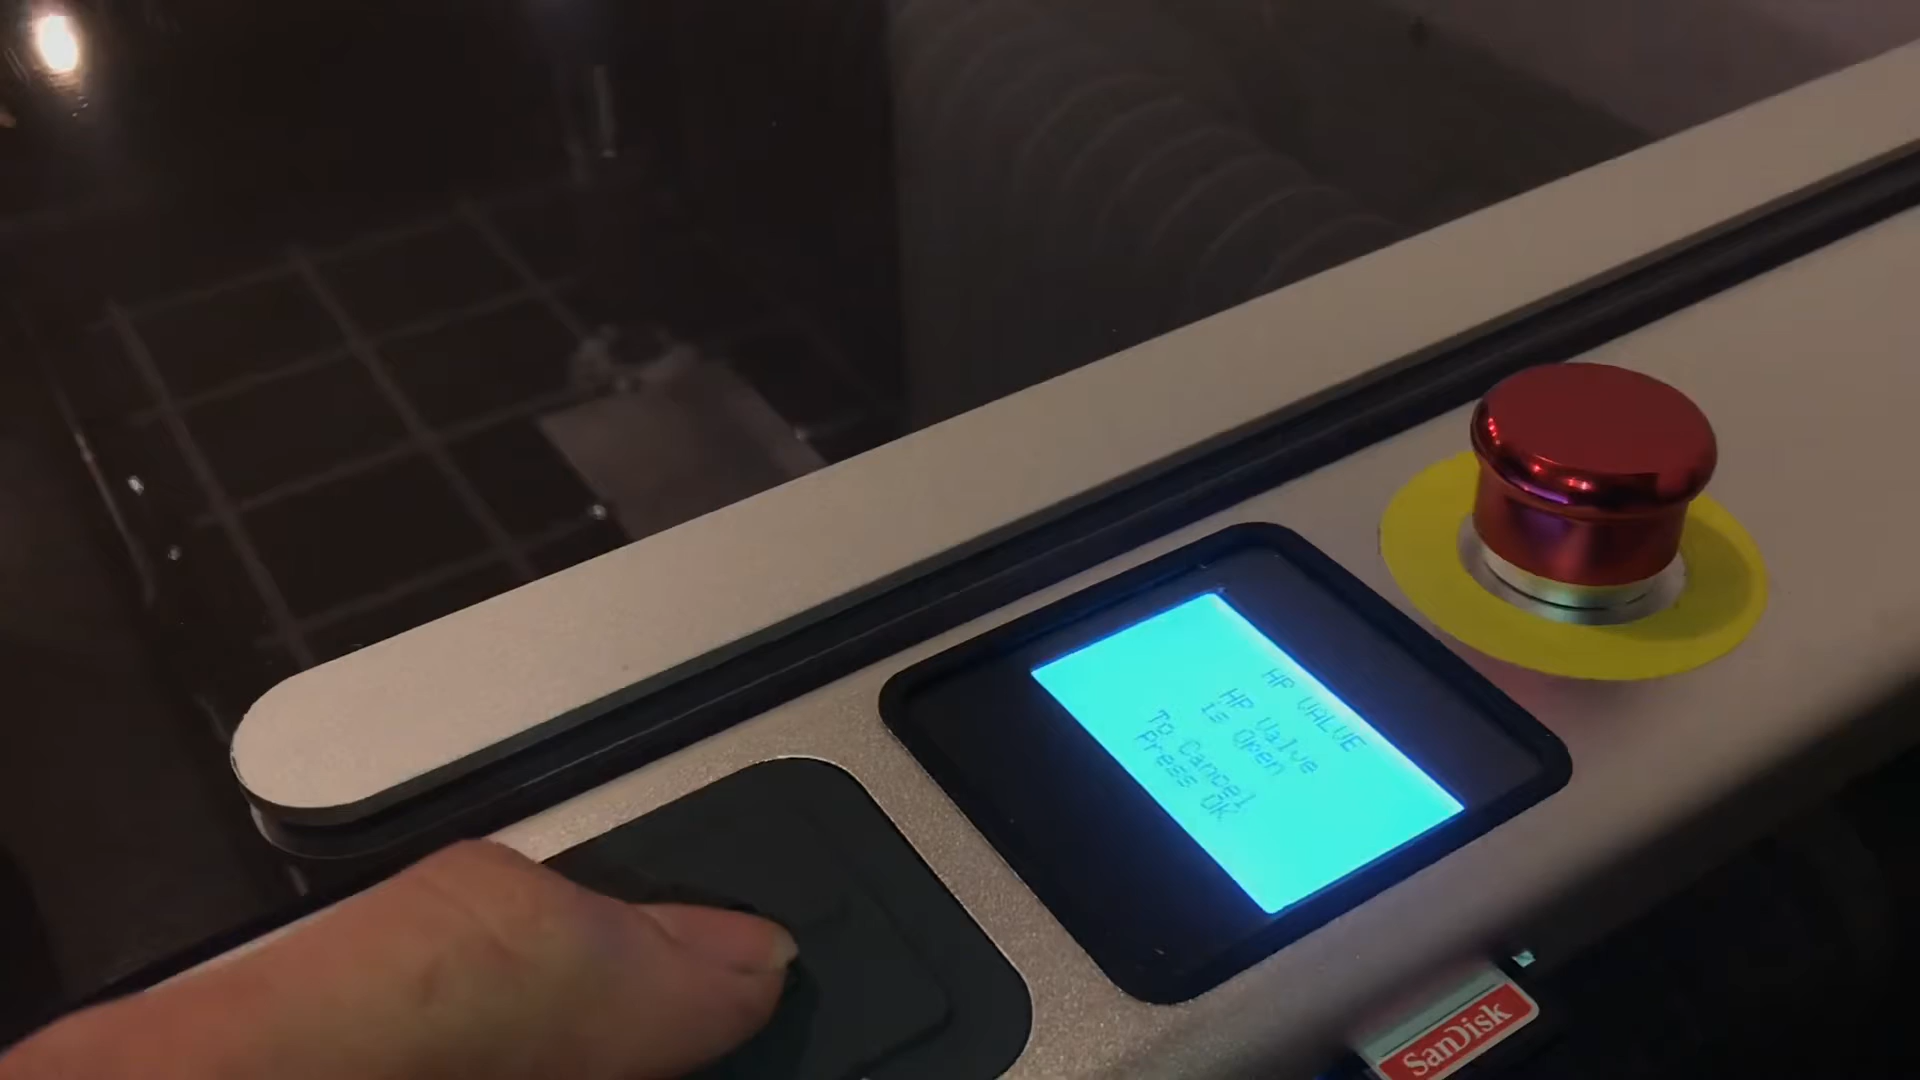 HP VALVE
HP Valve
is Open
To Cancel
Press OK
SanDisk